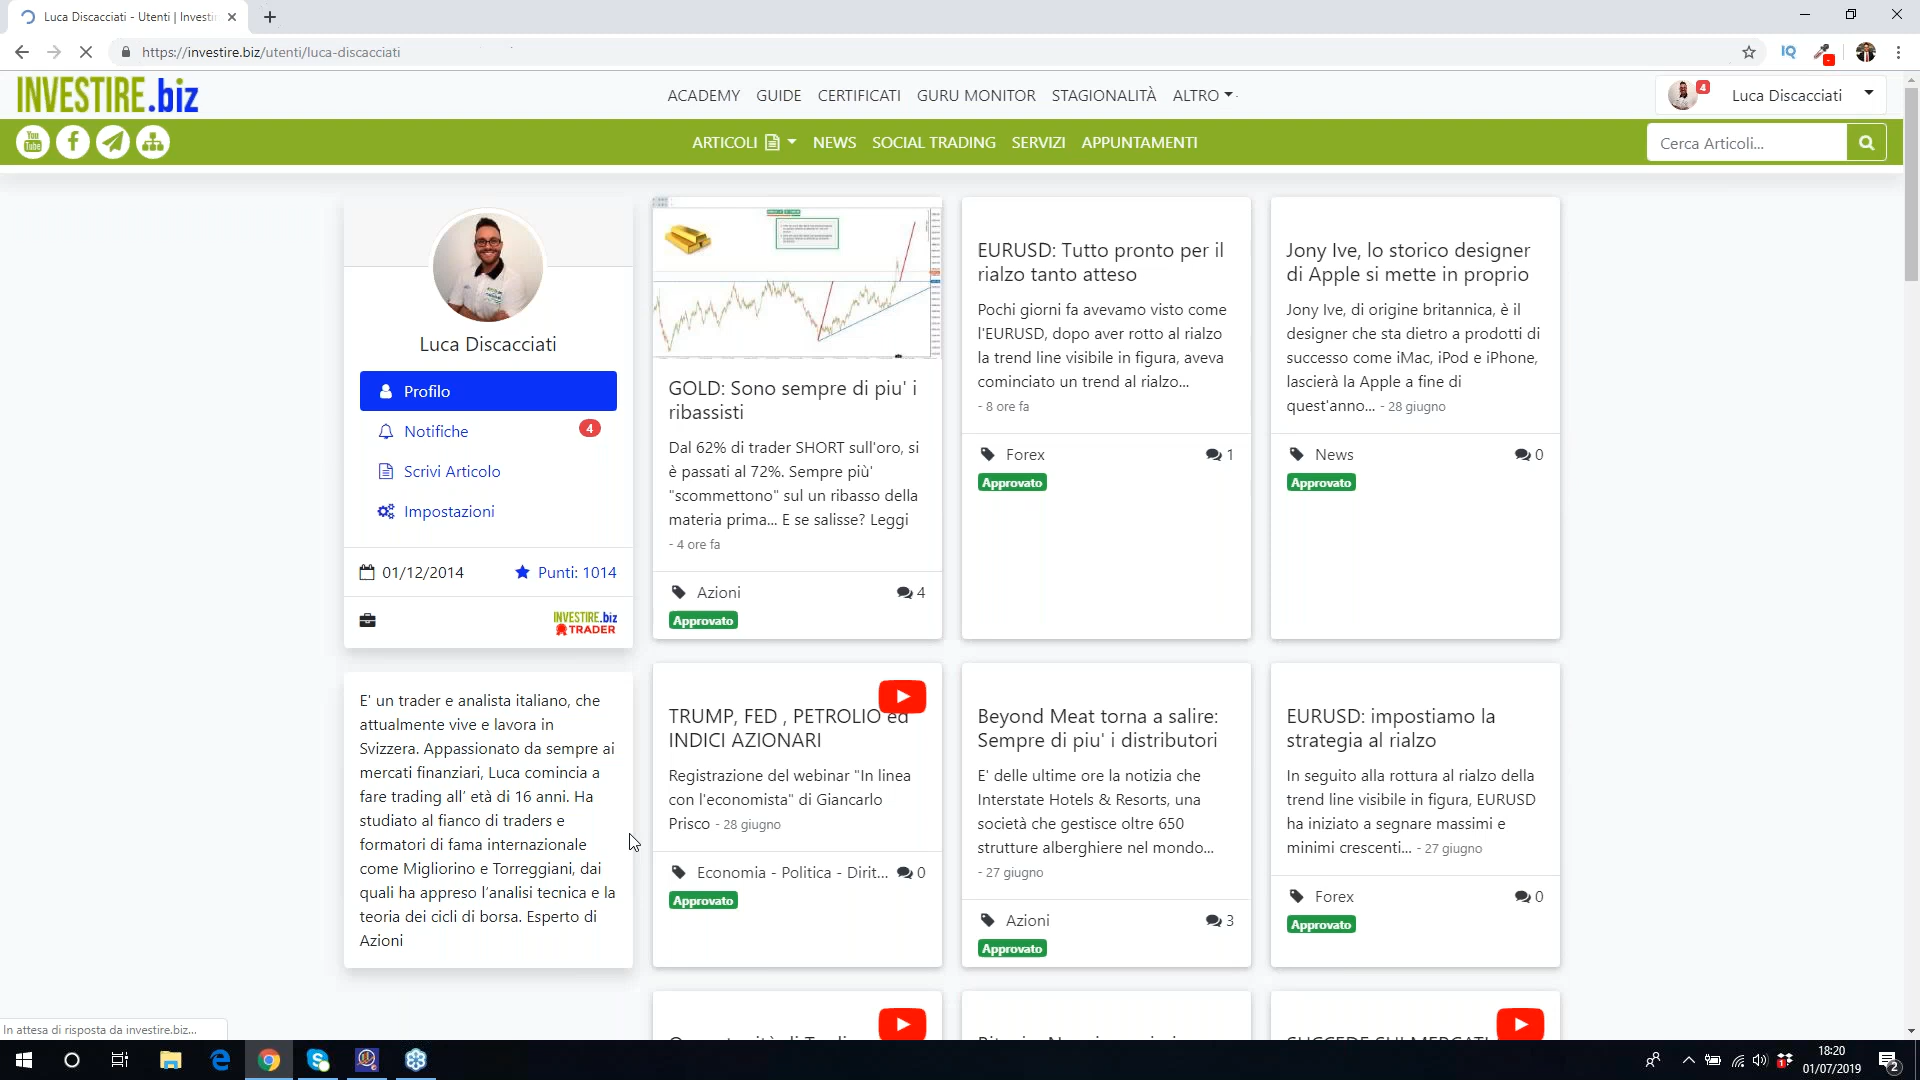 Luca Discacciati - Utenti | Investir
https://investire.biz/utenti/luca-discacciati
INVESTIRE.biz
ACADEMY GUIDE CERTIFICATI GURU MONITOR STAGIONALITÀ ALTRO
4 Luca Discacciati
ARTICOLI NEWS SOCIAL TRADING SERVIZI APPUNTAMENTI
Cerca Articoli...
Luca Discacciati
Profilo
Notifiche 4
Scrivi Articolo
Impostazioni
01/12/2014 Punti: 1014
INVESTIRE.biz
TRADER
E' un trader e analista italiano, che
attualmente vive e lavora in
Svizzera. Appassionato da sempre ai
mercati finanziari, Luca comincia a
fare trading all’ età di 16 anni. Ha
studiato al fianco di traders e
formatori di fama internazionale
come Migliorino e Torreggiani, dai
quali ha appreso l’analisi tecnica e la
teoria dei cicli di borsa. Esperto di
Azioni
GOLD: Sono sempre di piu' i
ribassisti
Dal 62% di trader SHORT sull'oro, si
è passati al 72%. Sempre più'
"scommettono" sul un ribasso della
materia prima... E se salisse? Leggi
- 4 ore fa
Azioni 4
Approvato
EURUSD: Tutto pronto per il
rialzo tanto atteso
Pochi giorni fa avevamo visto come
l'EURUSD, dopo aver rotto al rialzo
la trend line visibile in figura, aveva
cominciato un trend al rialzo...
- 8 ore fa
Forex 1
Approvato
Jony Ive, lo storico designer
di Apple si mette in proprio
Jony Ive, di origine britannica, è il
designer che sta dietro a prodotti di
successo come iMac, iPod e iPhone,
lascierà la Apple a fine di
quest'anno... - 28 giugno
News 0
Approvato
TRUMP, FED , PETROLIO ed
INDICI AZIONARI
Registrazione del webinar "In linea
con l'economista" di Giancarlo
Prisco - 28 giugno
Economia - Politica - Dirit... 0
Approvato
Beyond Meat torna a salire:
Sempre di piu' i distributori
E' delle ultime ore la notizia che
Interstate Hotels & Resorts, una
società che gestisce oltre 650
strutture alberghiere nel mondo...
- 27 giugno
Azioni 3
Approvato
EURUSD: impostiamo la
strategia al rialzo
In seguito alla rottura al rialzo della
trend line visibile in figura, EURUSD
ha iniziato a segnare massimi e
minimi crescenti... - 27 giugno
Forex 0
Approvato
In attesa di risposta da investire.biz...
18:20
01/07/2019
2